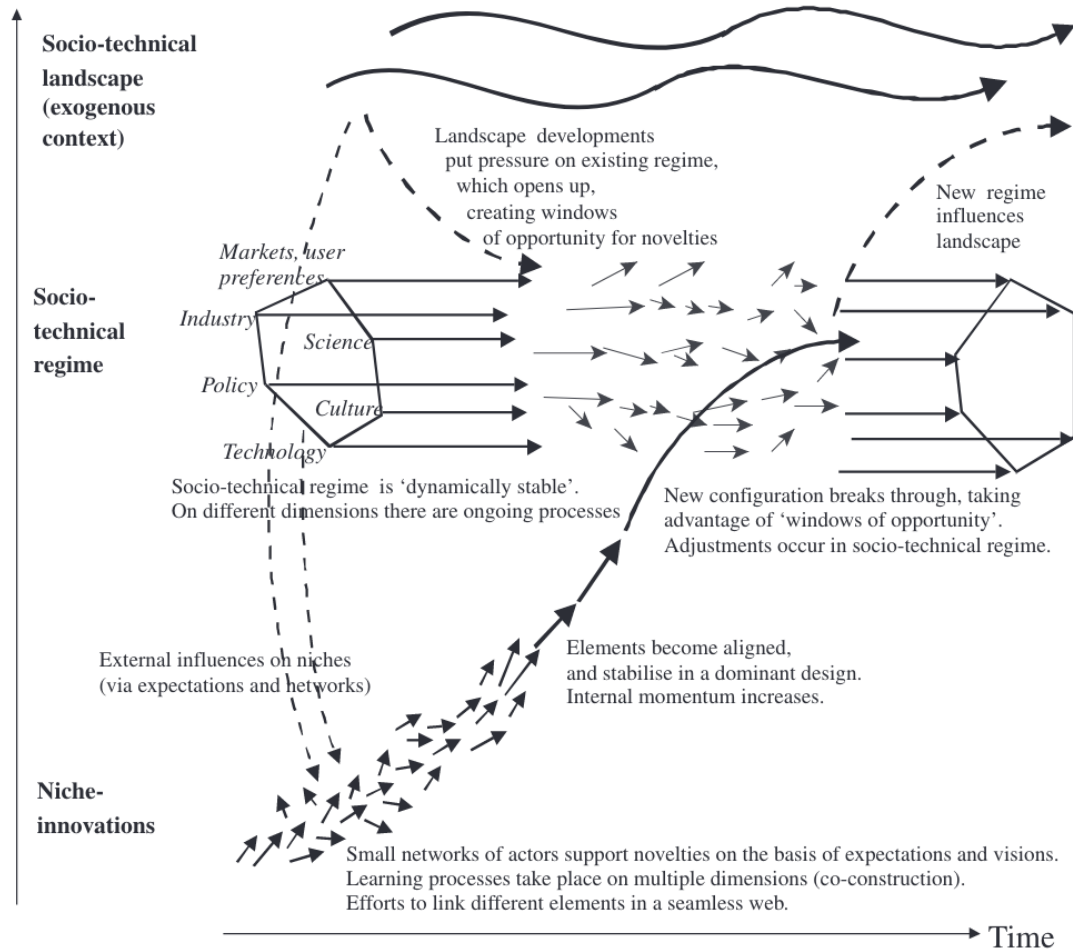 Socio-technical
landscape
(exogenous
context)
Landscape developments
put pressure on existing regime,
which opens up,
creating windows
of opportunity for novelties
New regime
influences
landscape
Markets, user
preferences
Socio-
technical
regime
Industry
Science
Policy
Culture
Technology
Socio-technical regime is ‘dynamically stable’.
On different dimensions there are ongoing processes
New configuration breaks through, taking
advantage of ‘windows of opportunity’.
Adjustments occur in socio-technical regime.
External influences on niches
(via expectations and networks)
Elements become aligned,
and stabilise in a dominant design.
Internal momentum increases.
Niche-
innovations
Small networks of actors support novelties on the basis of expectations and visions.
Learning processes take place on multiple dimensions (co-construction).
Efforts to link different elements in a seamless web.
Time